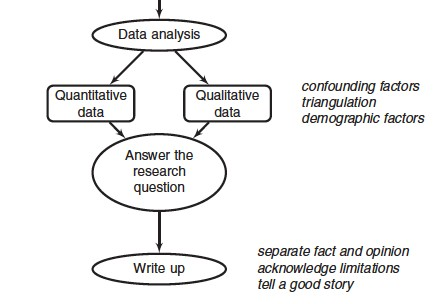 Data analysis
Quantitative
data
Qualitative
data
confounding factors
triangulation
demographic factors
Answer the
research
question
separate fact and opinion
Write up
acknowledge limitations
tell a good story